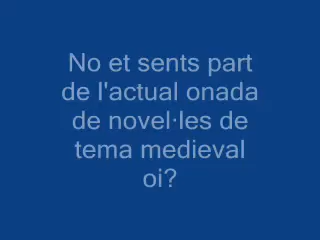 No et sents part
de l'actual onada
de novel·les de
tema medieval
oi?